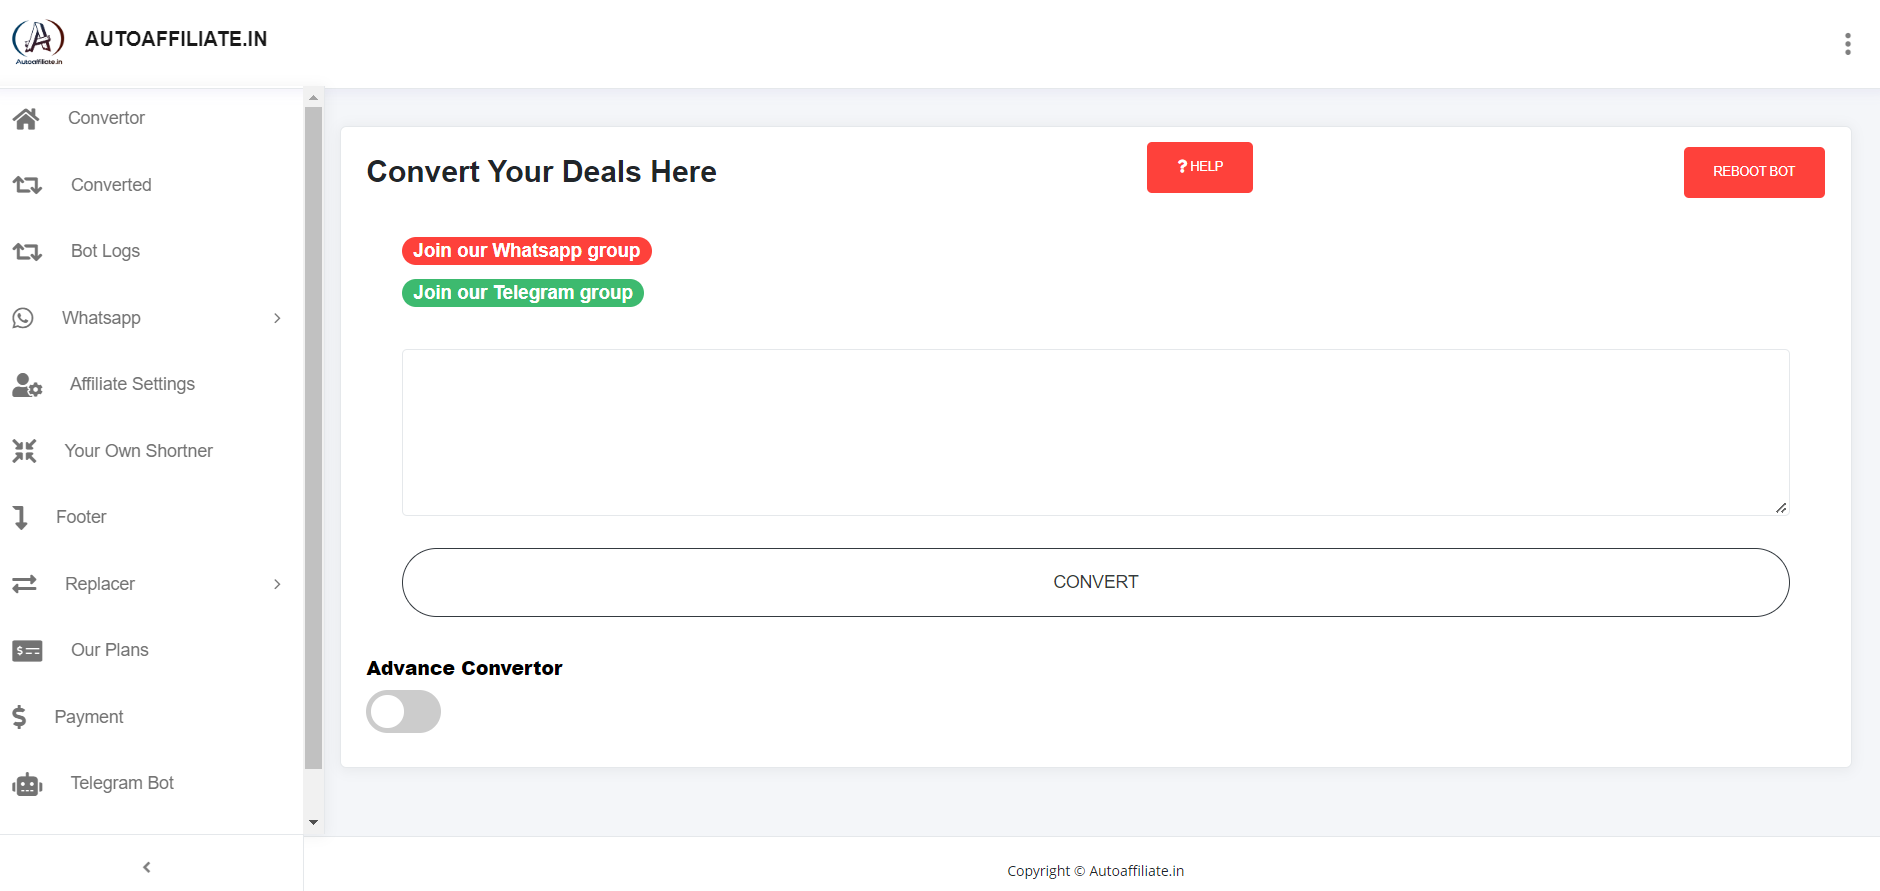 Autoaffiliate.in
AUTOAFFILIATE.IN
Convertor
Converted
Bot Logs
Whatsapp
Affiliate Settings
Your Own Shortner
Footer
Replacer
Our Plans
Payment
Telegram Bot
Convert Your Deals Here
? HELP
REBOOT BOT
Join our Whatsapp group
Join our Telegram group
CONVERT
Advance Convertor
Copyright © Autoaffiliate.in